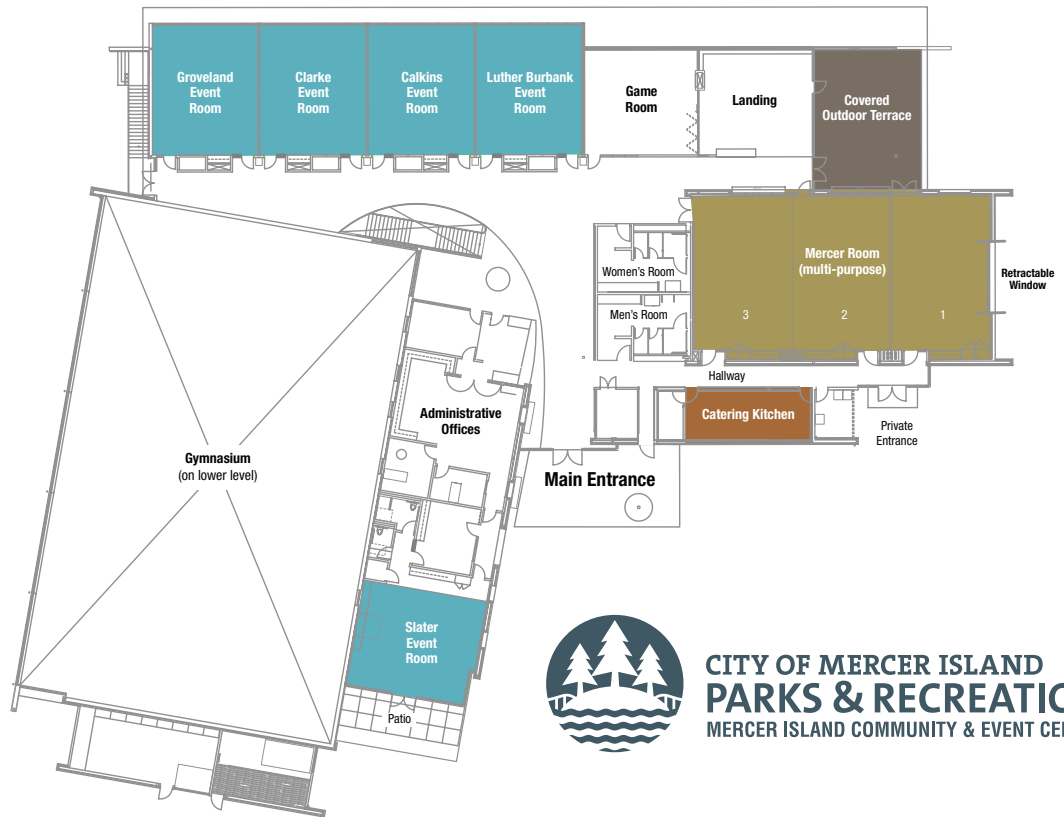 Groveland
Event
Room
Clarke
Event
Room
Calkins
Event
Room
Luther Burbank
Event
Room
Game
Room
Landing
Covered
Outdoor Terrace
Mercer Room
(multi-purpose)
3
2
1
Retractable
Window
Women's Room
Men's Room
Hallway
Catering Kitchen
Private
Entrance
Administrative
Offices
Main Entrance
Gymnasium
(on lower level)
Slater
Event
Room
Patio
CITY OF MERCER ISLAND
PARKS & RECREATIO
MERCER ISLAND COMMUNITY & EVENT CE